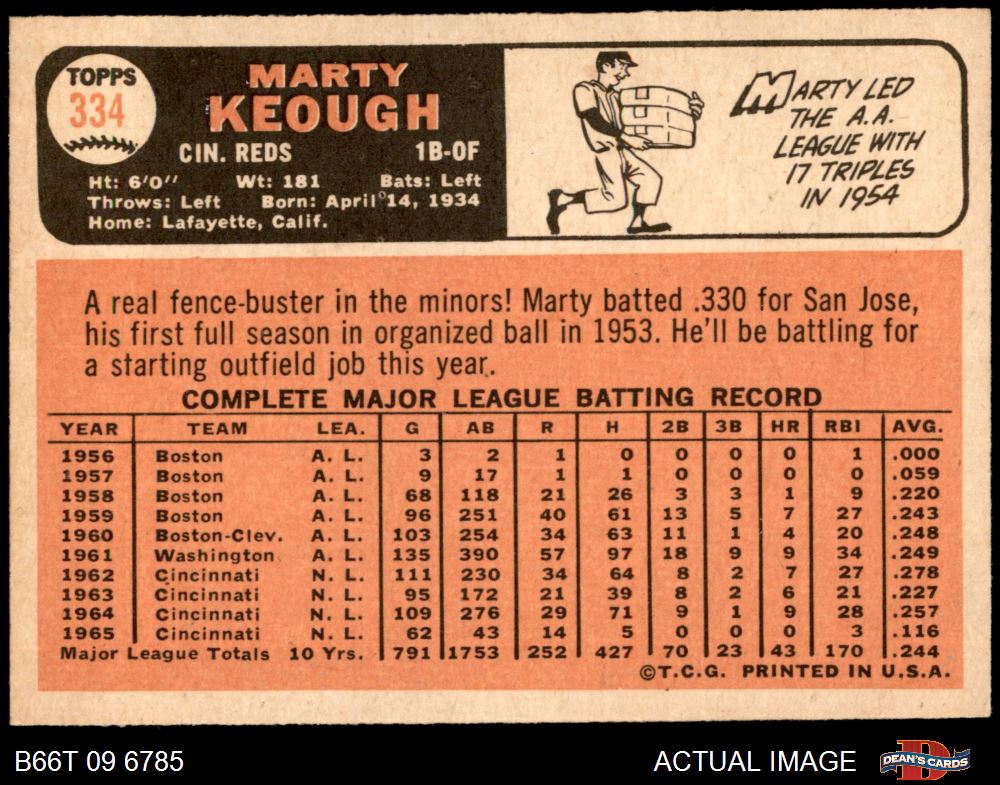 TOPPS
334
MARTY
KEOUGH
CIN. REDS 1B-OF
Ht: 6'0" Wt: 181 Bats: Left
Throws: Left Born: April 14, 1934
Home: Lafayette, Calif.
MARTY LED
THE A.A.
LEAGUE WITH
17 TRIPLES
IN 1954
A real fence-buster in the minors! Marty batted .330 for San Jose,
his first full season in organized ball in 1953. He'll be battling for
a starting outfield job this year.
COMPLETE MAJOR LEAGUE BATTING RECORD
YEAR TEAM LEA. G AB R H 2B 3B HR RBI AVG.
1956 Boston A. L. 3 2 1 0 0 0 0 1 .000
1957 Boston A. L. 9 17 1 1 0 0 0 0 .059
1958 Boston A. L. 68 118 21 26 3 3 1 9 .220
1959 Boston A. L. 96 251 40 61 13 5 7 27 .243
1960 Boston-Clev. A. L. 103 254 34 63 11 1 4 20 .248
1961 Washington A. L. 135 390 57 97 18 9 9 34 .249
1962 Cincinnati N. L. 111 230 34 64 8 2 7 27 .278
1963 Cincinnati N. L. 95 172 21 39 8 2 6 21 .227
1964 Cincinnati N. L. 109 276 29 71 9 1 9 28 .257
1965 Cincinnati N. L. 62 43 14 5 0 0 0 3 .116
Major League Totals 10 Yrs. 791 1753 252 427 70 23 43 170 .244
©T.C.G. PRINTED IN U.S.A.
B66T 09 6785 ACTUAL IMAGE DEAN'S CARDS